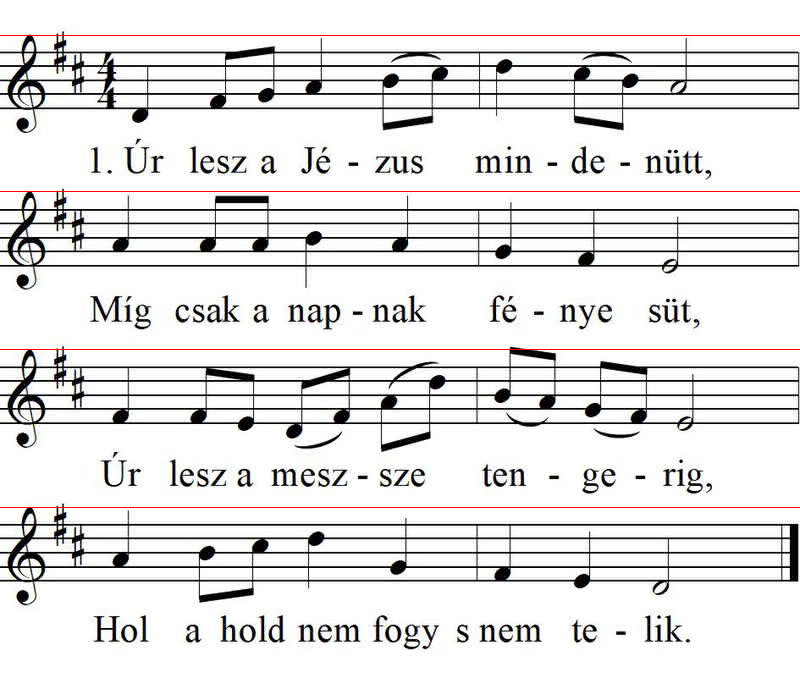 4
4
1. Úr lesz a Jé - zus min - de - nütt,
Míg csak a nap - nak fé - nye süt,
Úr lesz a mesz - sze ten - ge - rig,
Hol a hold nem fogy s nem te - lik.